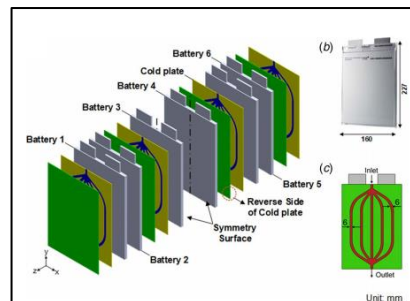 Battery 6
Cold plate
Battery 4
Battery 3
Battery 1
Battery 5
Reverse Side
of Cold plate
Symmetry
Surface
Battery 2
y
z
x
(b)
227
160
(c)
Inlet
6
6
Outlet
Unit: mm